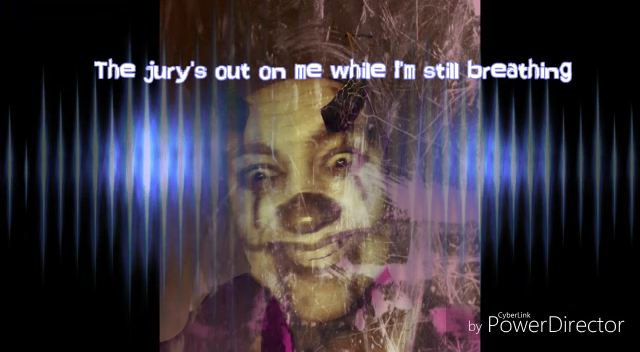 The jury's out on me while I'm still breathing
CyberLink
by PowerDirector